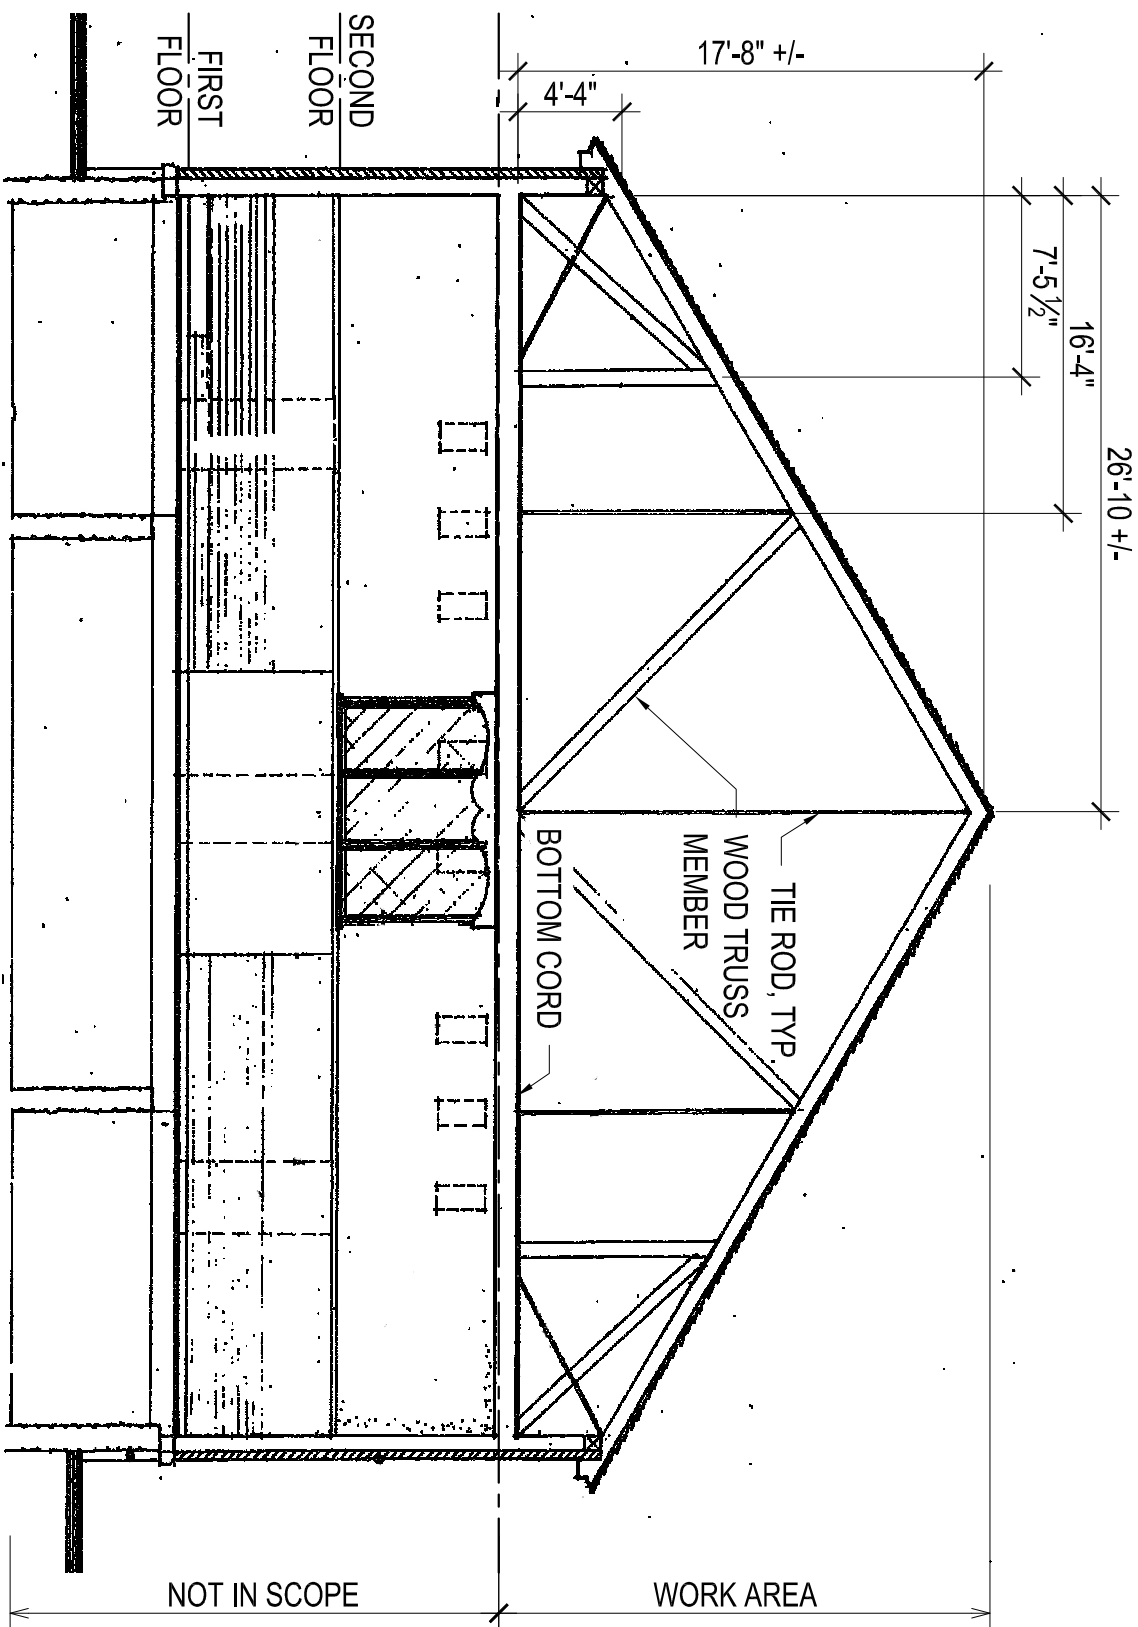 26'-10 +/-
16'-4"
7'-5 1/2"
17'-8" +/-
4'-4"
TIE ROD, TYP
WOOD TRUSS
MEMBER
BOTTOM CORD
WORK AREA
NOT IN SCOPE
SECOND
FLOOR
FIRST
FLOOR